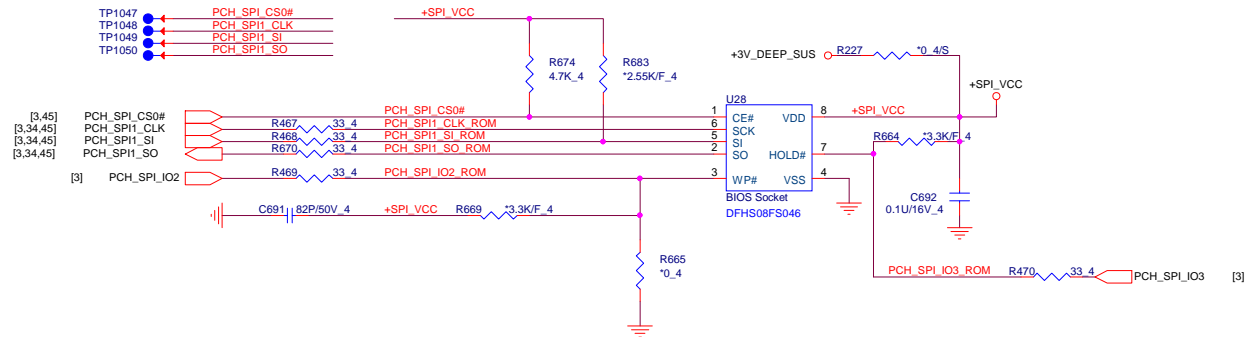 TP1047 PCH_SPI_CS0# +SPI_VCC
TP1048 PCH_SPI1_CLK
TP1049 PCH_SPI1_SI
TP1050 PCH_SPI1_SO
R674
4.7K_4
R683
*2.55K/F_4
+3V_DEEP_SUS R227 *0_4/S
+SPI_VCC
U28
[3,45] PCH_SPI_CS0# PCH_SPI_CS0# 1 CE# VDD 8 +SPI_VCC
[3,34,45] PCH_SPI1_CLK R467 33_4 PCH_SPI1_CLK_ROM 6 SCK
[3,34,45] PCH_SPI1_SI R468 33_4 PCH_SPI1_SI_ROM 5 SI
R664 *3.3K/F_4
[3,34,45] PCH_SPI1_SO R670 33_4 PCH_SPI1_SO_ROM 2 SO HOLD# 7
[3] PCH_SPI_IO2 R469 33_4 PCH_SPI_IO2_ROM 3 WP# VSS 4
BIOS Socket
DFHS08FS046
C692
0.1U/16V_4
C691 82P/50V_4 +SPI_VCC R669 *3.3K/F_4
R665
*0_4
PCH_SPI_IO3_ROM R470 33_4 PCH_SPI_IO3 [3]